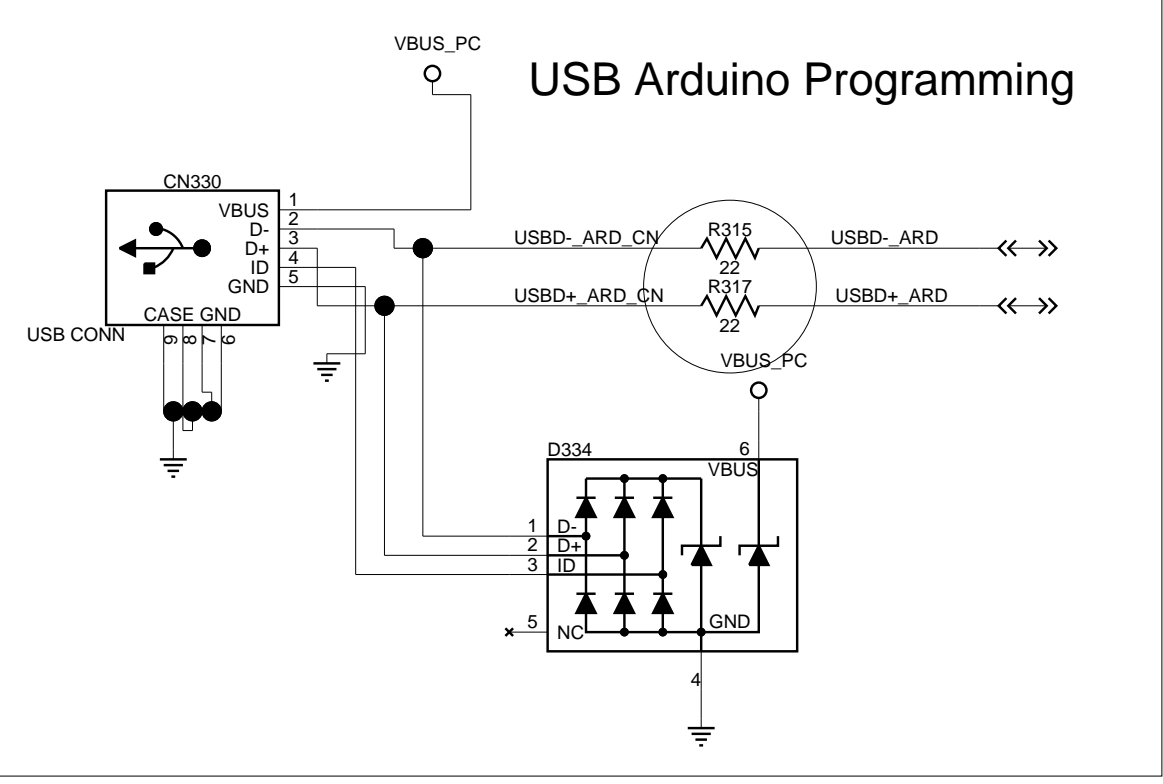 VBUS_PC
USB Arduino Programming
CN330
VBUS 1
D- 2
D+ 3
ID 4
GND 5
CASE GND
USB CONN
9 8 7 6
USBD-_ARD_CN
R315
22
USBD-_ARD
USBD+_ARD_CN
R317
22
USBD+_ARD
VBUS_PC
D334
6
VBUS
1 D-
2 D+
3 ID
5 NC
GND
4